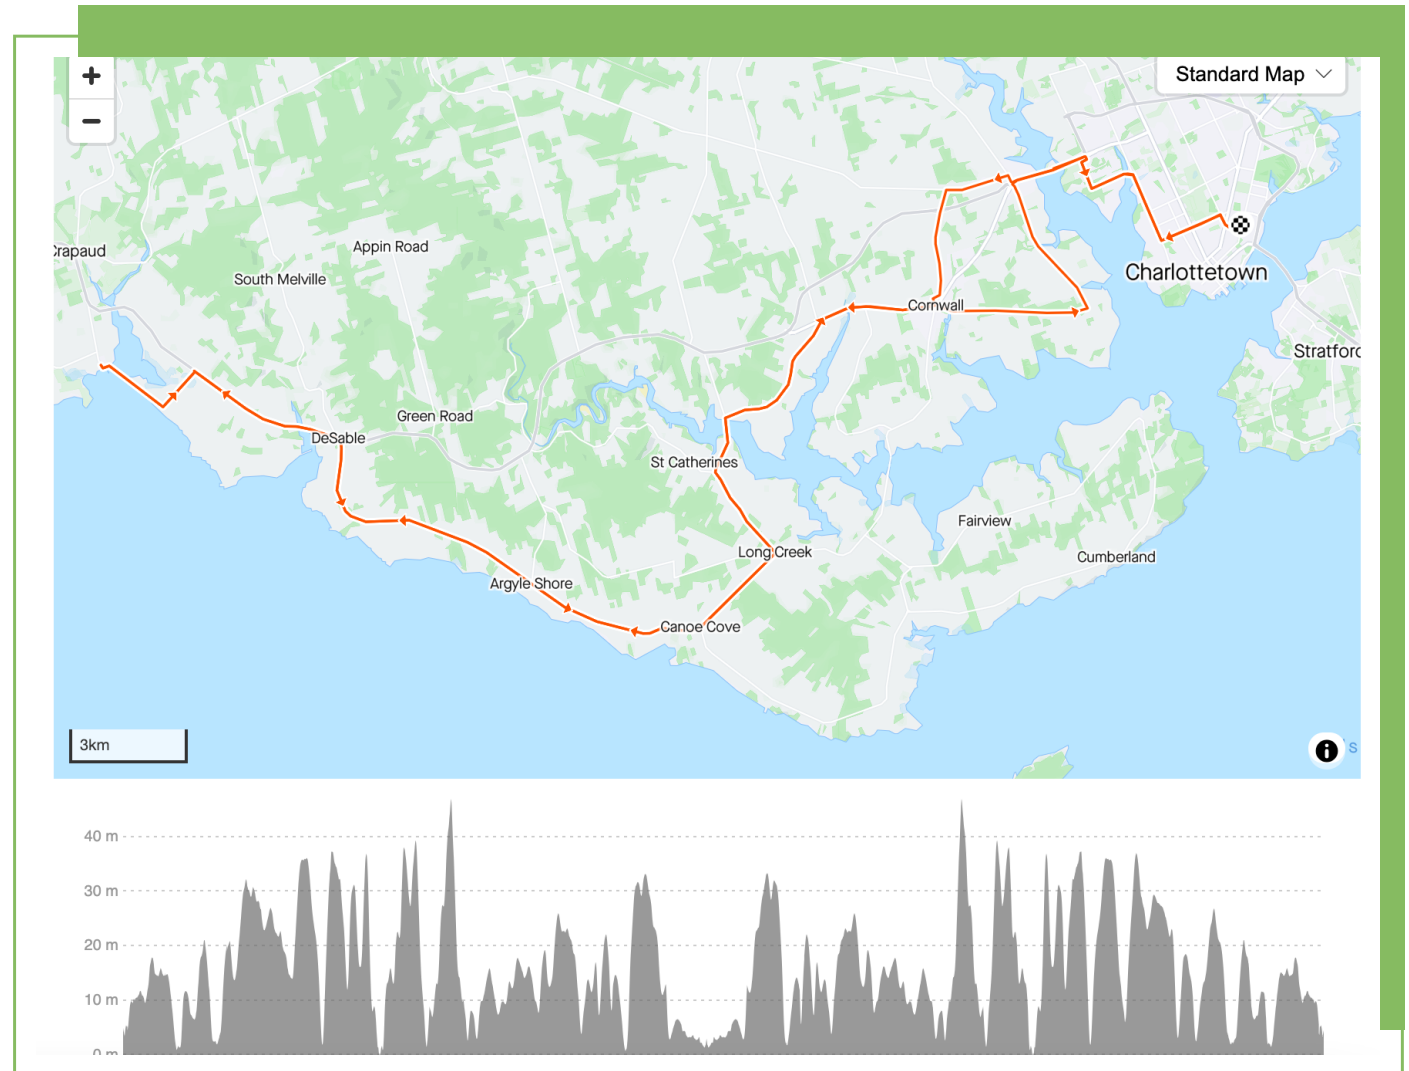 +
Standard Map
−
Crapaud
Appin Road
South Melville
Charlottetown
Cornwall
Stratford
Green Road
DeSable
St Catherines
Fairview
Long Creek
Cumberland
Argyle Shore
Canoe Cove
3km
i
s
40 m
30 m
20 m
10 m
0 m